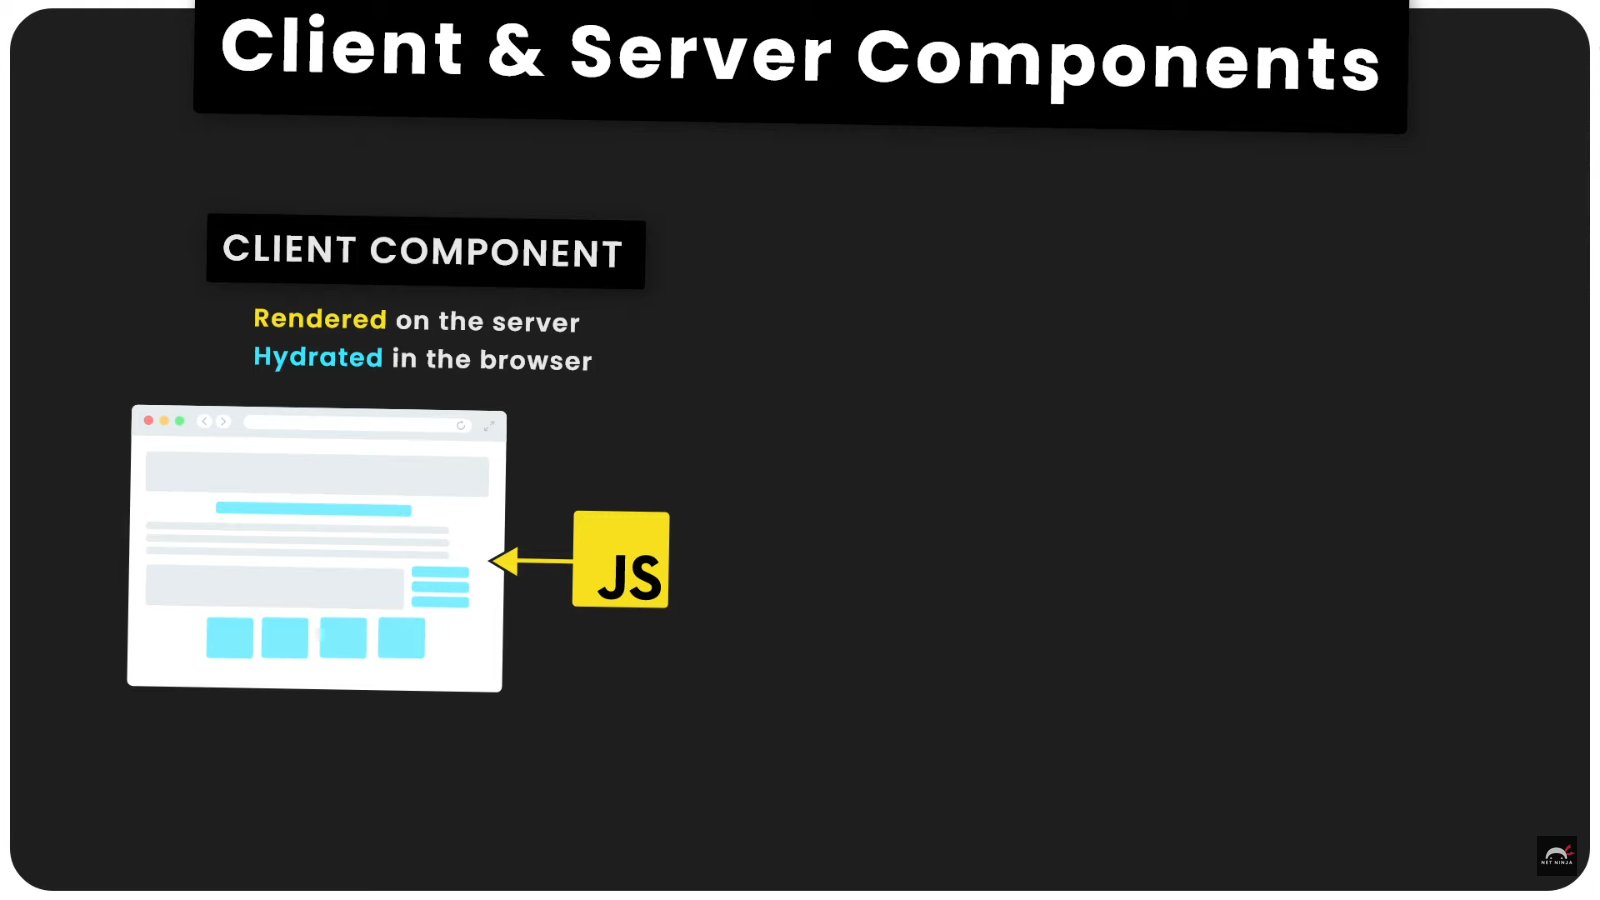 Client & Server Components
CLIENT COMPONENT
Rendered on the server
Hydrated in the browser
JS
NET NINJA